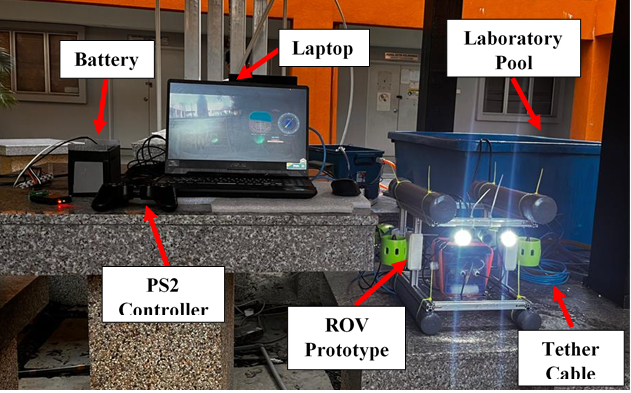 Battery
Laptop
Laboratory
Pool
PS2
Controller
ROV
Prototype
Tether
Cable